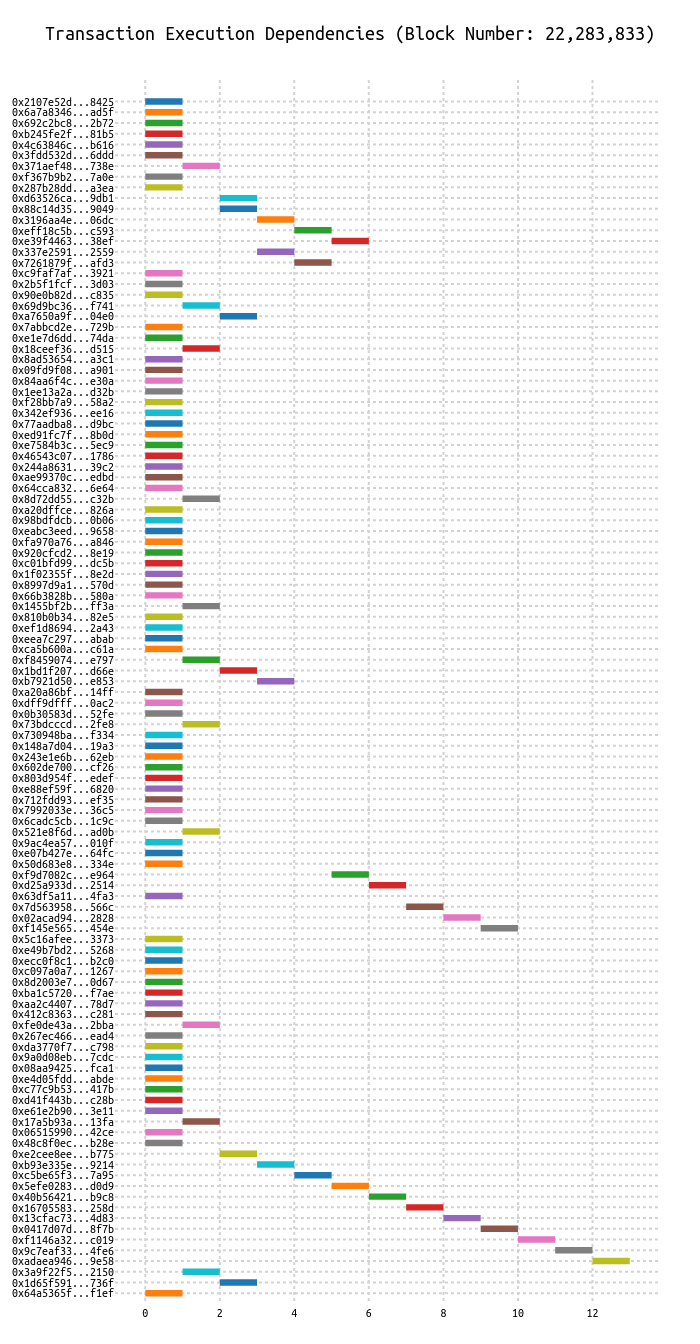 Transaction Execution Dependencies (Block Number: 22,283,833)
0x2107e52d...8425
0x6a7a8346...ad5f
0x692c2bc8...2b72
0xb245fe2f...81b5
0x4c63846c...b616
0x3fdd532d...6ddd
0x371aef48...738e
0xf367b9b2...7a0e
0x287b28dd...a3ea
0xd63526ca...9db1
0x88c14d35...9049
0x3196aa4e...06dc
0xeff18c5b...c593
0xe39f4463...38ef
0x337e2591...2559
0x7261879f...afd3
0xc9faf7af...3921
0x2b5f1fcf...3d03
0x90e0b82d...c835
0x69d9bc36...f741
0xa7650a9f...04e0
0x7abbcd2e...729b
0xe1e7d6dd...74da
0x18ceef36...d515
0x8ad53654...a3c1
0x09fd9f08...a901
0x84aa6f4c...e30a
0x1ee13a2a...d32b
0xf28bb7a9...58a2
0x342ef936...ee16
0x77aadba8...d9bc
0xed91fc7f...8b0d
0xe7584b3c...5ec9
0x46543c07...1786
0x244a8631...39c2
0xae99370c...edbd
0x64cca832...6e64
0x8d72dd55...c32b
0xa20dffce...826a
0x98bdfdcb...0b06
0xeabc3eed...9658
0xfa970a76...a846
0x920cfcd2...8e19
0xc01bfd99...dc5b
0x1f02355f...8e2d
0x8997d9a1...570d
0x66b3828b...580a
0x1455bf2b...ff3a
0x810b0b34...82e5
0xef1d8694...2a43
0xeea7c297...abab
0xca5b600a...c61a
0xf8459074...e797
0x1bd1f207...d66e
0xb7921d50...e853
0xa20a86bf...14ff
0xdff9dfff...0ac2
0x0b30583d...52fe
0x73bdcccd...2fe8
0x730948ba...f334
0x148a7d04...19a3
0x243e1e6b...62eb
0x602de700...cf26
0x803d954f...edef
0xe88ef59f...6820
0x712fdd93...ef35
0x7992033e...36c5
0x6cadc5cb...1c9c
0x521e8f6d...ad0b
0x9ac4ea57...010f
0xe07b427e...64fc
0x50d683e8...334e
0xf9d7082c...e964
0xd25a933d...2514
0x63df5a11...4fa3
0x7d563958...566c
0x02acad94...2828
0xf145e565...454e
0x5c16afee...3373
0xe49b7bd2...5268
0xecc0f8c1...b2c0
0xc097a0a7...1267
0x8d2003e7...0d67
0xba1c5720...f7ae
0xaa2c4407...78d7
0x412c8363...c281
0xfe0de43a...2bba
0x267ec466...ead4
0xda3770f7...c798
0x9a0d08eb...7cdc
0x08aa9425...fca1
0xe4d05fdd...abde
0xc77c9b53...417b
0xd41f443b...c28b
0xe61e2b90...3e11
0x17a5b93a...13fa
0x06515990...42ce
0x48c8f0ec...b28e
0xe2cee8ee...b775
0xb93e335e...9214
0xc5be65f3...7a95
0x5efe0283...d0d9
0x40b56421...b9c8
0x16705583...258d
0x13cfac73...4d83
0x0417d07d...8f7b
0xf1146a32...c019
0x9c7eaf33...4fe6
0xadaea946...9e58
0x3a9f22f5...2150
0x1d65f591...736f
0x64a5365f...f1ef
0 2 4 6 8 10 12